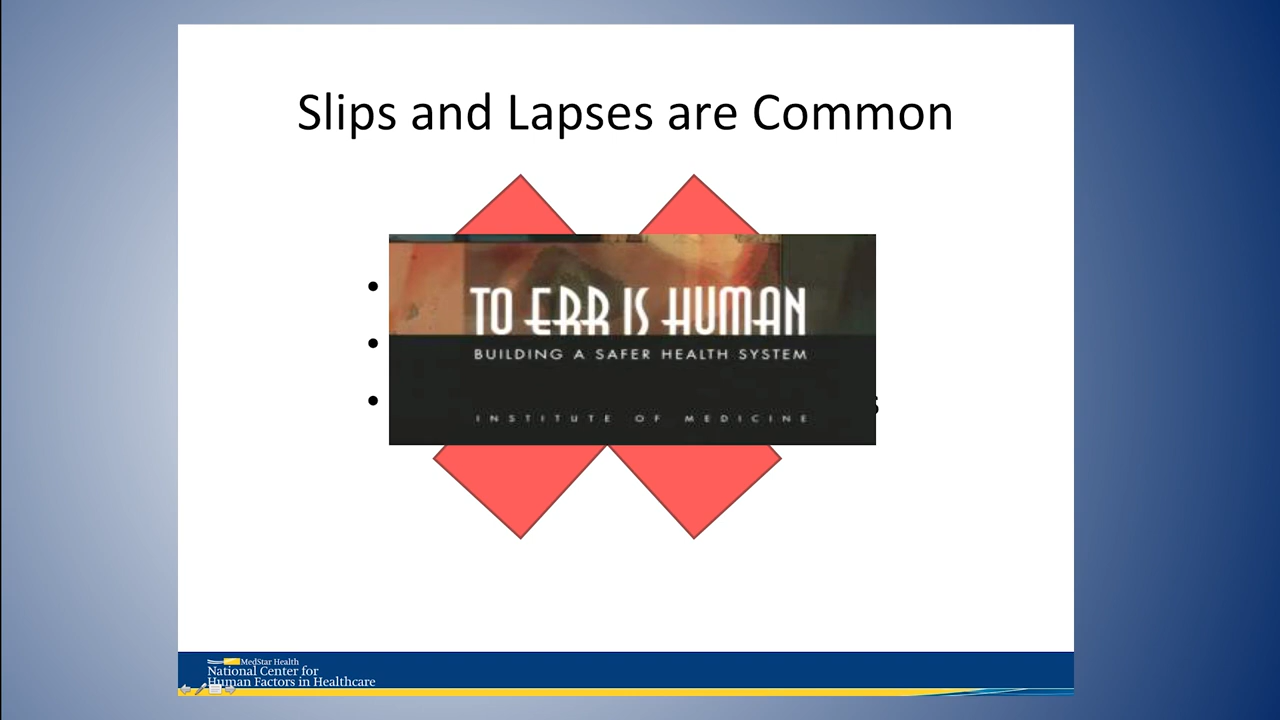 Slips and Lapses are Common
TO ERR IS HUMAN
BUILDING A SAFER HEALTH SYSTEM
INSTITUTE OF MEDICINE
MedStar Health
National Center for
Human Factors in Healthcare